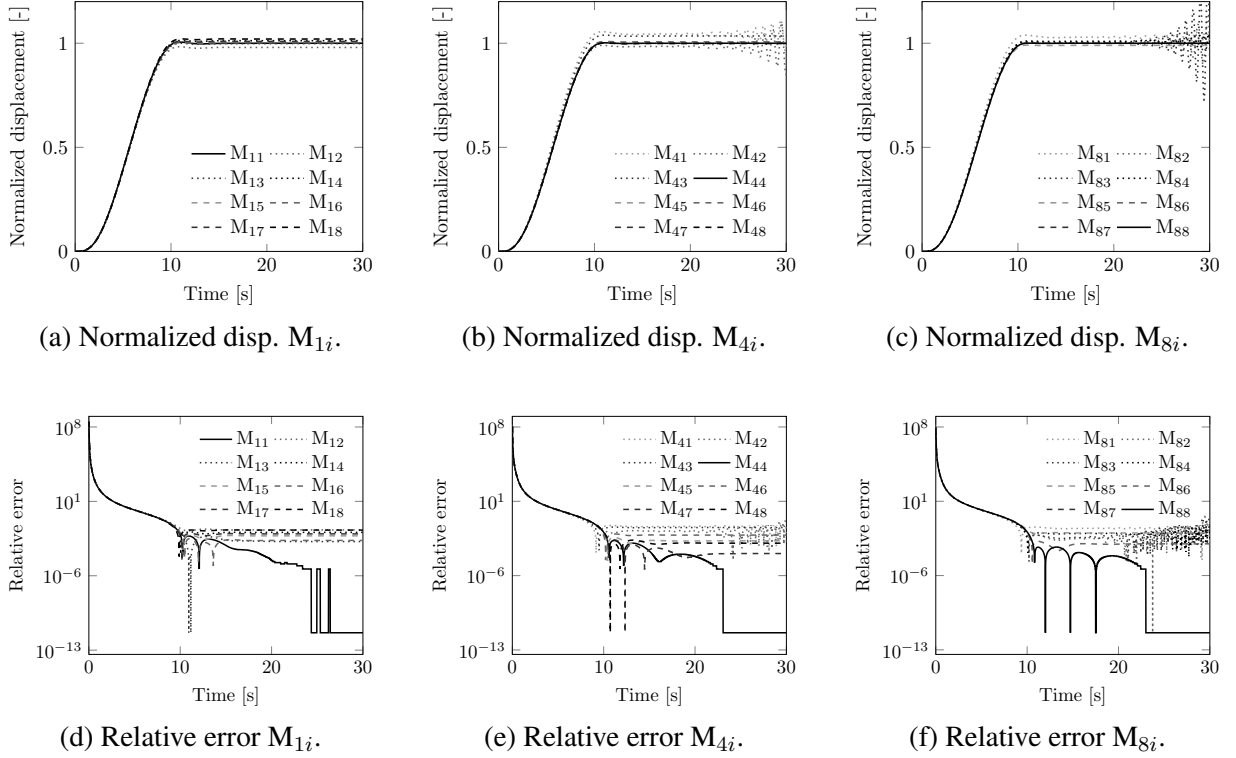 Normalized displacement [-]
1
0.5
0
M11 M12
M13 M14
M15 M16
M17 M18
0 10 20 30
Time [s]
(a) Normalized disp. M1i.
Normalized displacement [-]
1
0.5
0
M41 M42
M43 M44
M45 M46
M47 M48
0 10 20 30
Time [s]
(b) Normalized disp. M4i.
Normalized displacement [-]
1
0.5
0
M81 M82
M83 M84
M85 M86
M87 M88
0 10 20 30
Time [s]
(c) Normalized disp. M8i.
Relative error
10^8
10^1
10^−6
10^−13
M11 M12
M13 M14
M15 M16
M17 M18
0 10 20 30
Time [s]
(d) Relative error M1i.
Relative error
10^8
10^1
10^−6
10^−13
M41 M42
M43 M44
M45 M46
M47 M48
0 10 20 30
Time [s]
(e) Relative error M4i.
Relative error
10^8
10^1
10^−6
10^−13
M81 M82
M83 M84
M85 M86
M87 M88
0 10 20 30
Time [s]
(f) Relative error M8i.